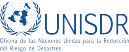 UNISDR
Oficina de las Naciones Unidas para la Reducción
del Riesgo de Desastres